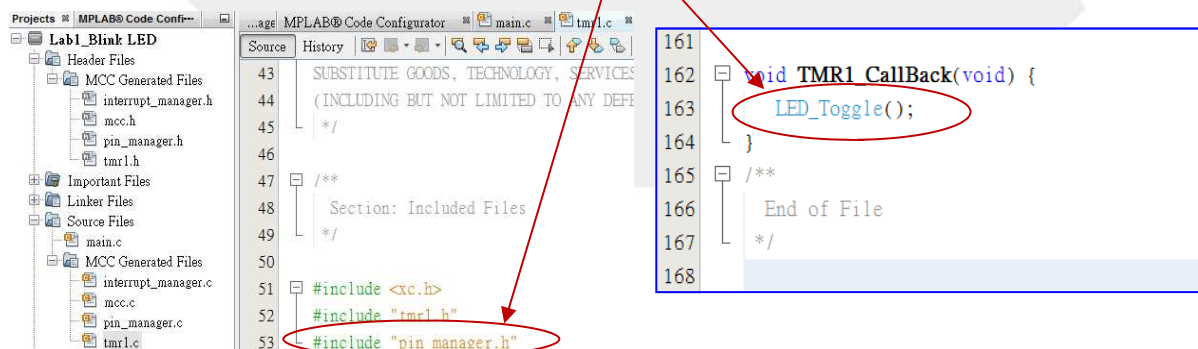 Projects MPLAB® Code Confi···
Lab1_Blink LED
Header Files
MCC Generated Files
interrupt_manager.h
mcc.h
pin_manager.h
tmr1.h
Important Files
Linker Files
Source Files
main.c
MCC Generated Files
interrupt_manager.c
mcc.c
pin_manager.c
tmr1.c
...age MPLAB® Code Configurator main.c tmr1.c
Source History
43 SUBSTITUTE GOODS, TECHNOLOGY, SERVICES
44 (INCLUDING BUT NOT LIMITED TO ANY DEFE
45 */
46
47 /**
48 Section: Included Files
49 */
50
51 #include <xc.h>
52 #include "tmr1.h"
53 #include "pin_manager.h"
161
162 void TMR1_CallBack(void) {
163 LED_Toggle();
164 }
165 /**
166 End of File
167 */
168